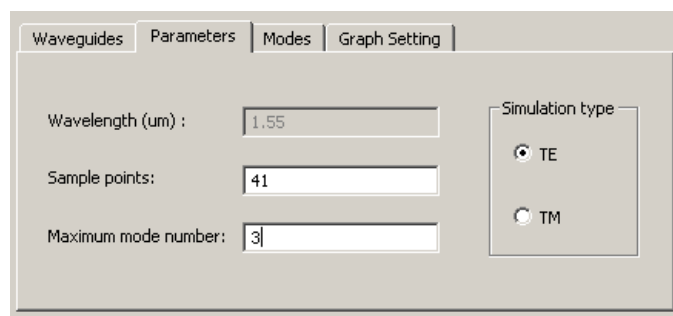 Waveguides Parameters Modes Graph Setting
Wavelength (um) : 1.55
Simulation type
TE
Sample points: 41
TM
Maximum mode number: 3